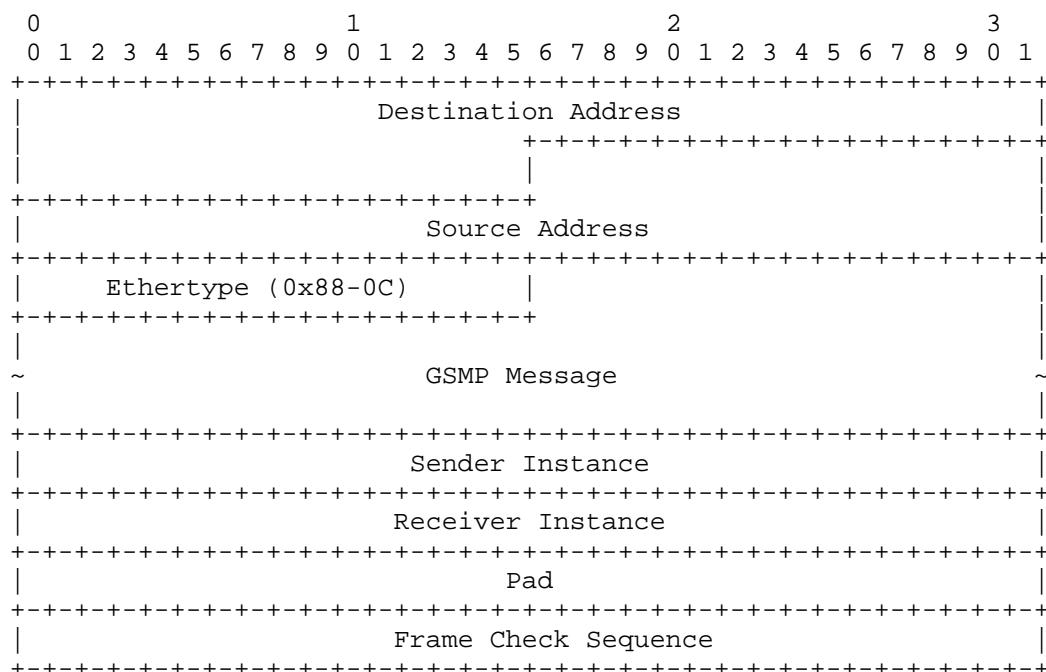 0 1 2 3
0 1 2 3 4 5 6 7 8 9 0 1 2 3 4 5 6 7 8 9 0 1 2 3 4 5 6 7 8 9 0 1
Destination Address
Source Address
Ethertype (0x88-0C)
GSMP Message
Sender Instance
Receiver Instance
Pad
Frame Check Sequence